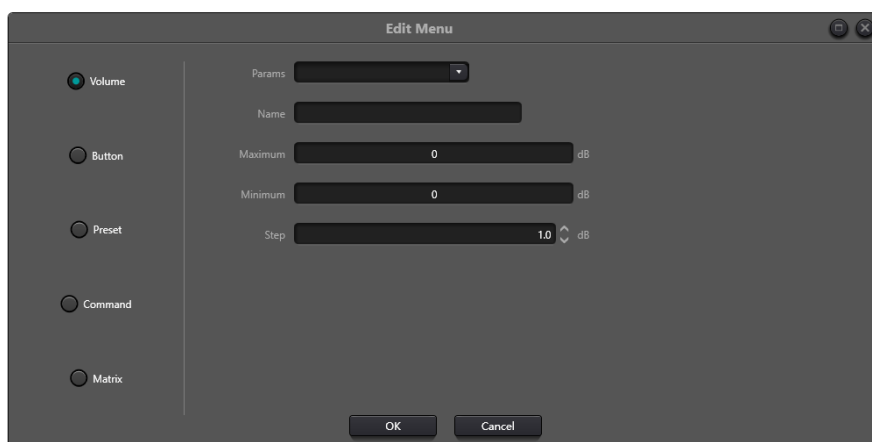 Edit Menu
Volume
Button
Preset
Command
Matrix
Params
Name
Maximum 0 dB
Minimum 0 dB
Step 1.0 dB
OK Cancel